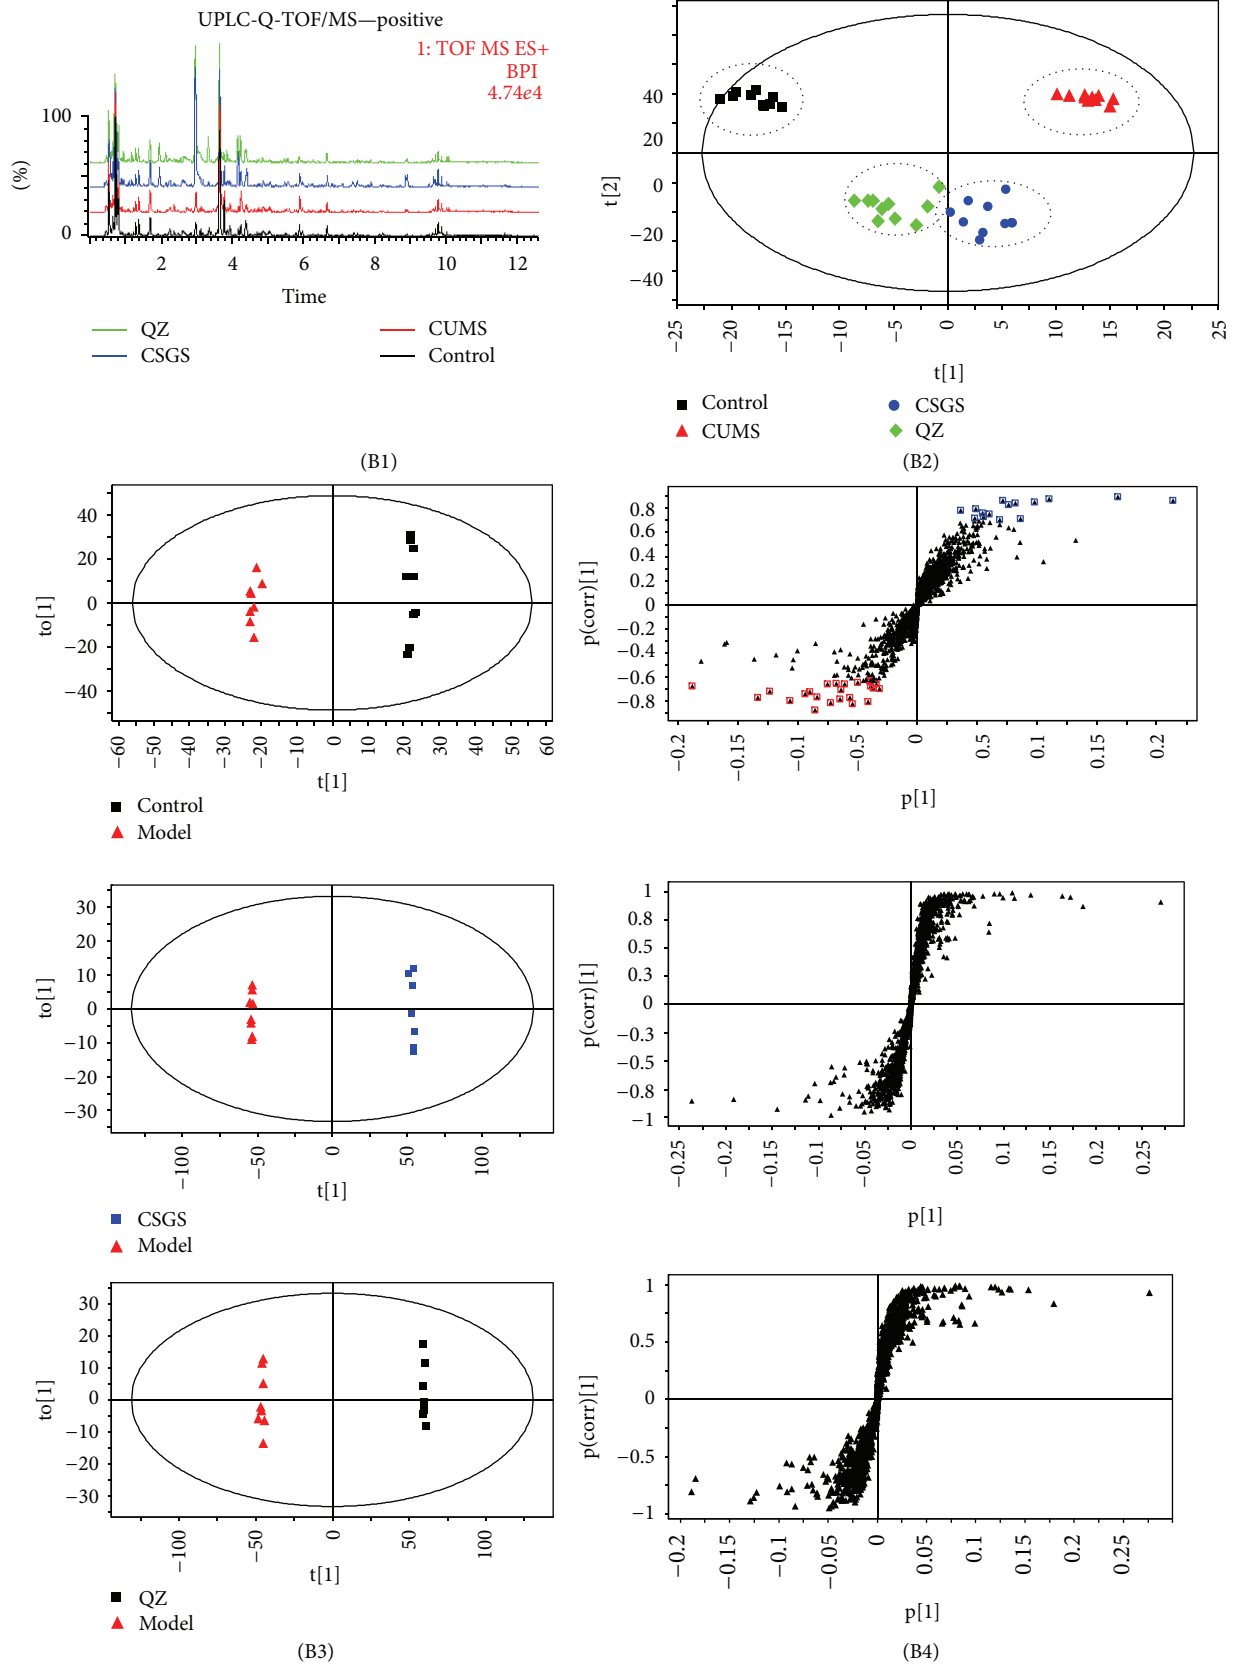 UPLC-Q-TOF/MS—positive
1: TOF MS ES+
BPI
4.74e4
100
(%)
0
2 4 6 8 10 12
Time
QZ
CSGS
CUMS
Control
(B1)
40
20
0
−20
−40
t[2]
−25 −20 −15 −10 −5 0 5 10 15 20 25
t[1]
Control
CUMS
CSGS
QZ
(B2)
40
20
0
−20
−40
to[1]
−60 −50 −40 −30 −20 −10 0 10 20 30 40 50 60
t[1]
Control
Model
0.8
0.6
0.4
0.2
0
−0.2
−0.4
−0.6
−0.8
p(corr)[1]
−0.2 −0.15 −0.1 −0.5 0 0.5 0.1 0.15 0.2
p[1]
30
20
10
0
−10
−20
−30
to[1]
−100 −50 0 50 100
t[1]
CSGS
Model
1
0.8
0.5
0.3
0
−0.3
−0.5
−0.8
−1
p(corr)[1]
−0.25 −0.2 −0.15 −0.1 −0.05 0 0.05 0.1 0.15 0.2 0.25
p[1]
30
20
10
0
−10
−20
−30
to[1]
−100 −50 0 50 100
t[1]
QZ
Model
(B3)
1
0.5
0
−0.5
−1
p(corr)[1]
−0.2 −0.15 −0.1 −0.05 0 0.05 0.1 0.15 0.2 0.25
p[1]
(B4)